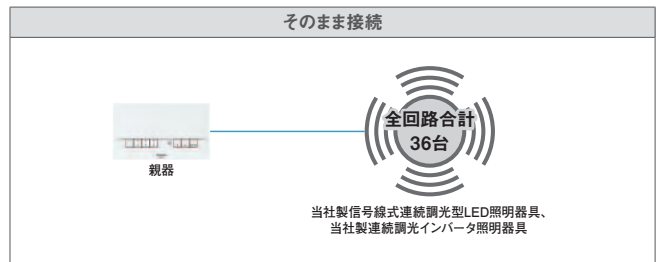 そのまま接続
全回路合計
36台
親器
当社製信号線式連続調光型LED照明器具、
当社製連続調光インバータ照明器具